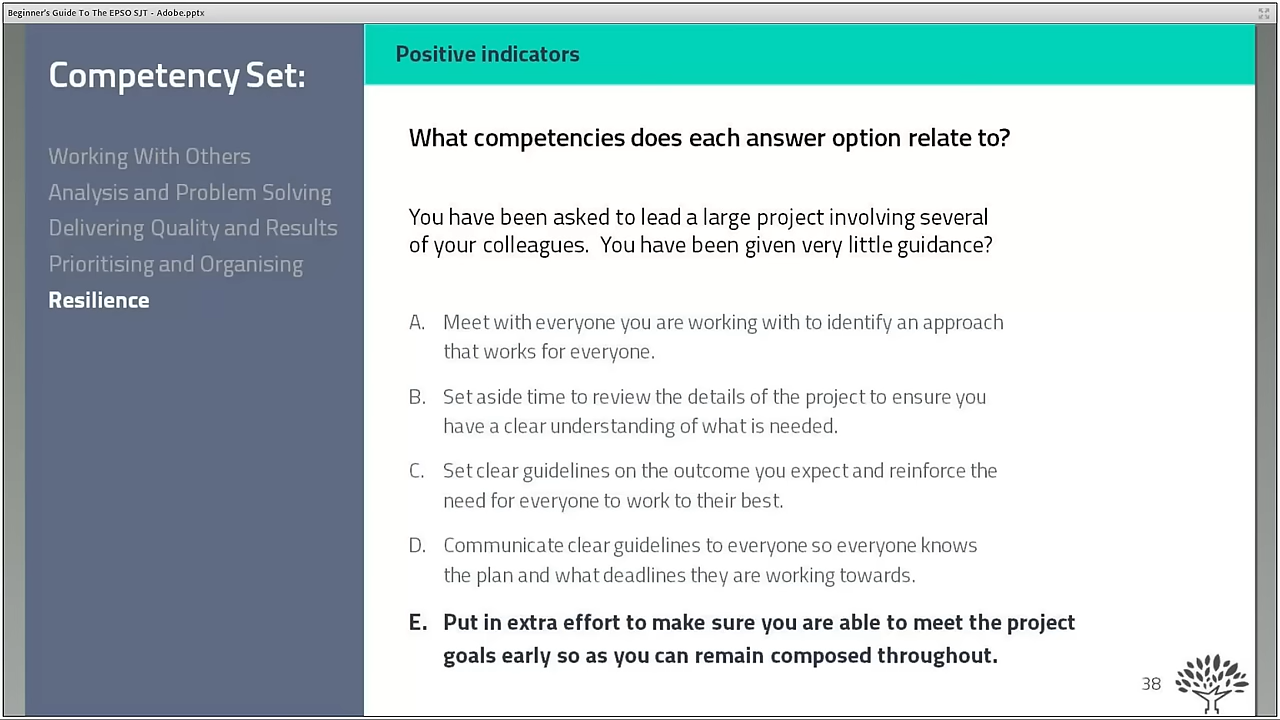 Beginner's Guide To The EPSO SJT - Adobe.pptx
Competency Set:
Working With Others
Analysis and Problem Solving
Delivering Quality and Results
Prioritising and Organising
Resilience
Positive indicators
What competencies does each answer option relate to?
You have been asked to lead a large project involving several
of your colleagues. You have been given very little guidance?
A. Meet with everyone you are working with to identify an approach
that works for everyone.
B. Set aside time to review the details of the project to ensure you
have a clear understanding of what is needed.
C. Set clear guidelines on the outcome you expect and reinforce the
need for everyone to work to their best.
D. Communicate clear guidelines to everyone so everyone knows
the plan and what deadlines they are working towards.
E. Put in extra effort to make sure you are able to meet the project
goals early so as you can remain composed throughout.
38